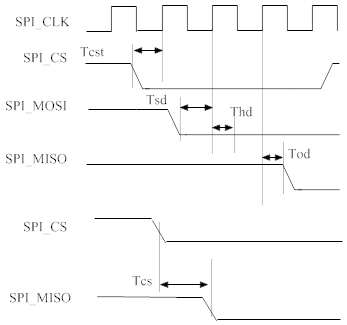 SPI_CLK
SPI_CS
Tcst
SPI_MOSI
Tsd
Thd
SPI_MISO
Tod
SPI_CS
Tcs
SPI_MISO